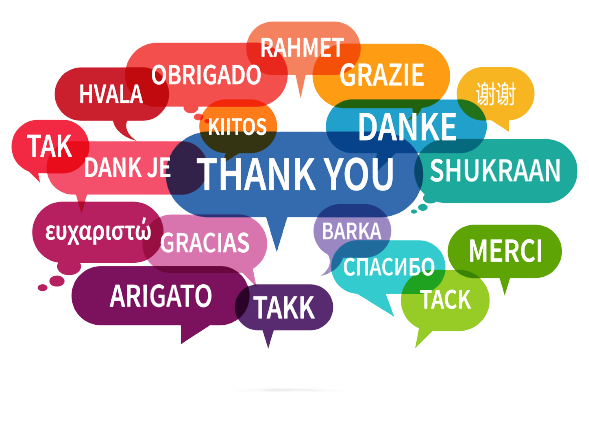 RAHMET
OBRIGADO
GRAZIE
HVALA
谢谢
KIITOS
DANKE
TAK
DANK JE
THANK YOU
SHUKRAAN
ευχαριστώ
GRACIAS
BARKA
MERCI
СПАСИБО
ARIGATO
TAKK
TACK